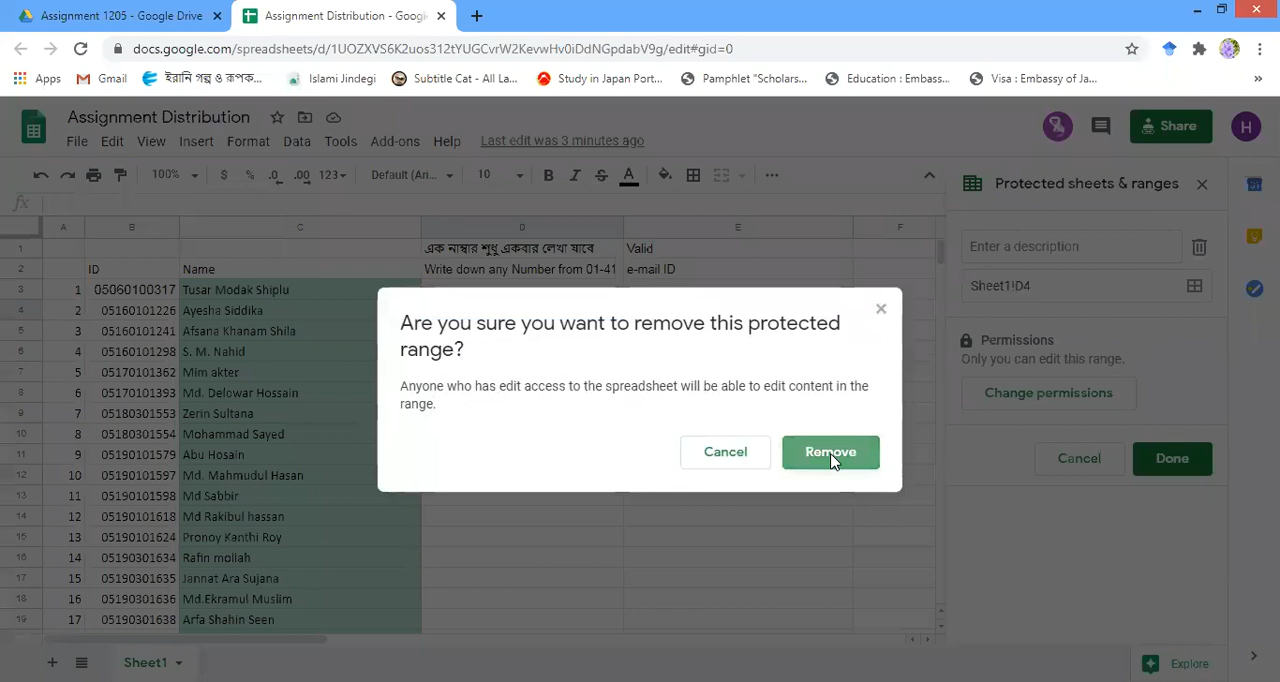 Assignment 1205 - Google Drive
Assignment Distribution - Goog
docs.google.com/spreadsheets/d/1UOZXVS6K2uos312tYUGCvrW2KevwHv0iDdNGpdabV9g/edit#gid=0
Apps
Gmail
ইরানি গল্প ও রূপক...
Islami Jindegi
Subtitle Cat - All La...
Study in Japan Port...
Pamphlet "Scholars...
Education : Embass...
Visa : Embassy of Ja...
»
Assignment Distribution
File Edit View Insert Format Data Tools Add-ons Help Last edit was 3 minutes ago
Share
H
100% $ % .0 .00 123 Default (Ari... 10 B I S A
fx
Protected sheets & ranges
Enter a description
Sheet1!D4
Permissions
Only you can edit this range.
Change permissions
Cancel Done
A B C D E F
1 এক নাম্বার শুধু একবার লেখা যাবে Valid
2 ID Name Write down any Number from 01-41 e-mail ID
3 1 05060100317 Tusar Modak Shiplu
4 2 05160101226 Ayesha Siddika
5 3 05160101241 Afsana Khanam Shila
6 4 05160101298 S. M. Nahid
7 5 05170101362 Mim akter
8 6 05170101393 Md. Delowar Hossain
9 7 05180301553 Zerin Sultana
10 8 05180301554 Mohammad Sayed
11 9 05190101579 Abu Hosain
12 10 05190101597 Md. Mahmudul Hasan
13 11 05190101598 Md Sabbir
14 12 05190101618 Md Rakibul hassan
15 13 05190101624 Pronoy Kanthi Roy
16 14 05190301634 Rafin mollah
17 15 05190301635 Jannat Ara Sujana
18 16 05190301636 Md.Ekramul Muslim
19 17 05190301638 Arfa Shahin Seen
Are you sure you want to remove this protected
range?
Anyone who has edit access to the spreadsheet will be able to edit content in the
range.
Cancel Remove
Sheet1
Explore